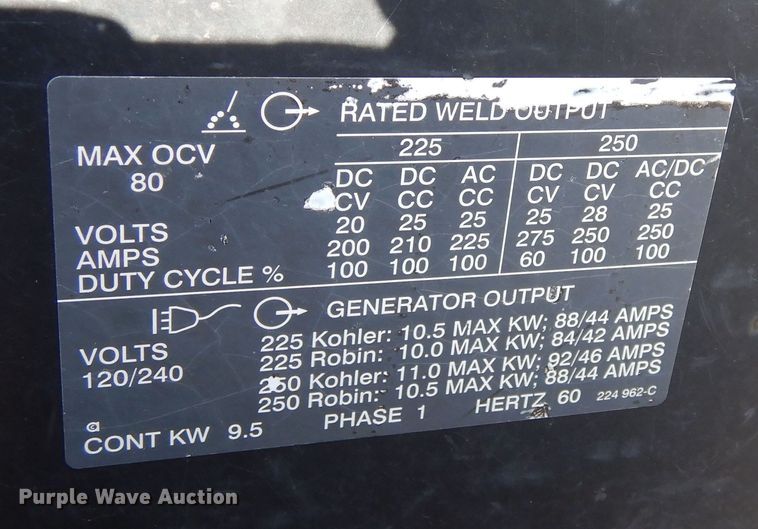 RATED WELD OUTPUT
MAX OCV 225 250
80 DC DC AC DC DC AC/DC
CV CC CC CV CV CC
VOLTS 20 25 25 25 28 25
AMPS 200 210 225 275 250 250
DUTY CYCLE % 100 100 100 60 100 100
GENERATOR OUTPUT
VOLTS 225 Kohler: 10.5 MAX KW; 88/44 AMPS
120/240 225 Robin: 10.0 MAX KW; 84/42 AMPS
250 Kohler: 11.0 MAX KW; 92/46 AMPS
250 Robin: 10.5 MAX KW; 88/44 AMPS
CONT KW 9.5 PHASE 1 HERTZ 60 224 962-C
Purple Wave Auction